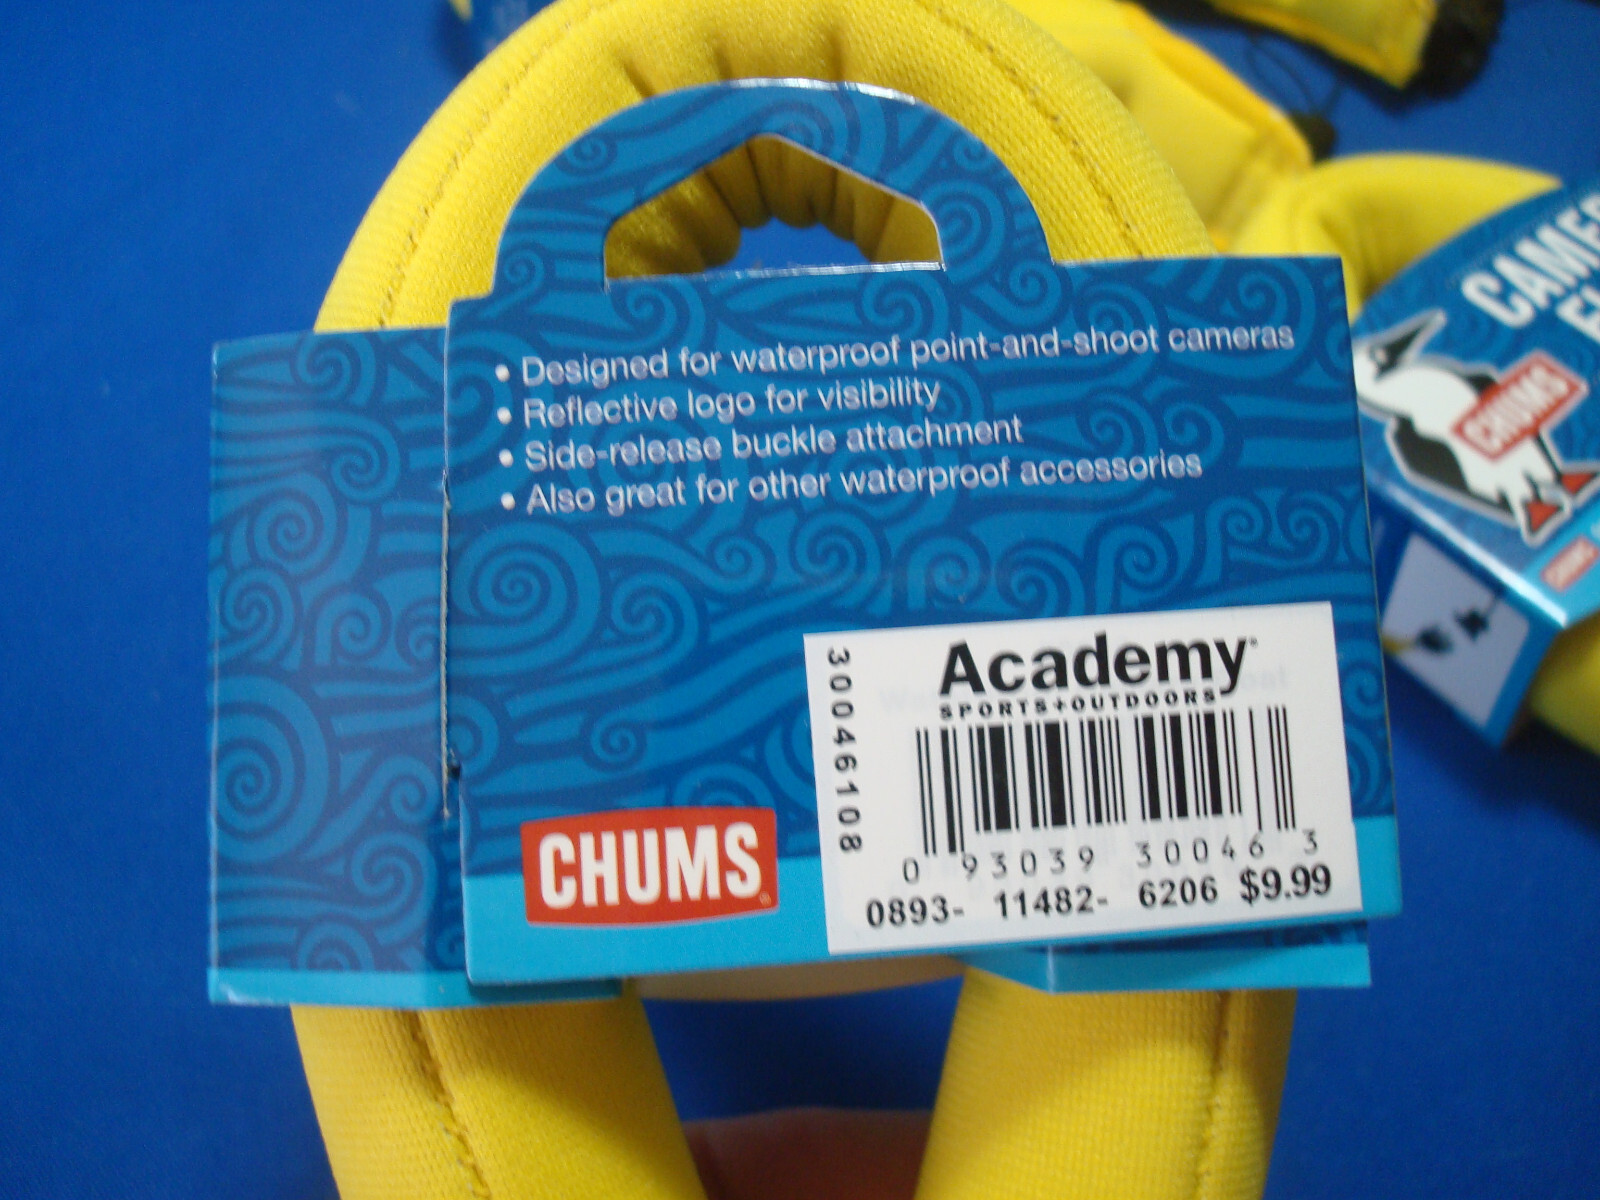 • Designed for waterproof point-and-shoot cameras
• Reflective logo for visibility
• Side-release buckle attachment
• Also great for other waterproof accessories
CHUMS
30046108
Academy
SPORTS+OUTDOORS
0 93039 30046 3
0893- 11482- 6206 $9.99
CHUMS